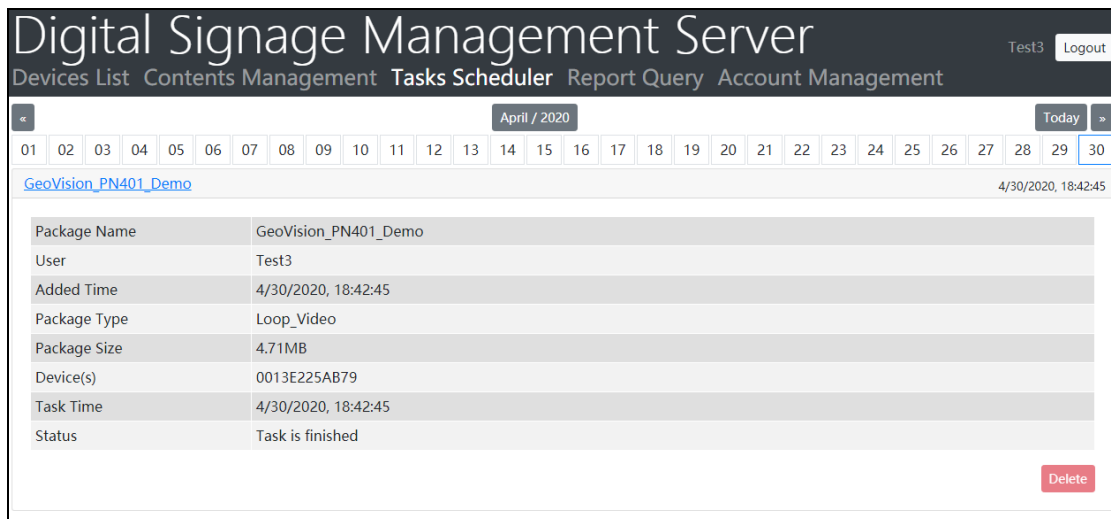 Digital Signage Management Server
Test3 Logout
Devices List Contents Management Tasks Scheduler Report Query Account Management
« April / 2020 Today »
01 02 03 04 05 06 07 08 09 10 11 12 13 14 15 16 17 18 19 20 21 22 23 24 25 26 27 28 29 30
GeoVision_PN401_Demo 4/30/2020, 18:42:45
Package Name GeoVision_PN401_Demo
User Test3
Added Time 4/30/2020, 18:42:45
Package Type Loop_Video
Package Size 4.71MB
Device(s) 0013E225AB79
Task Time 4/30/2020, 18:42:45
Status Task is finished
Delete